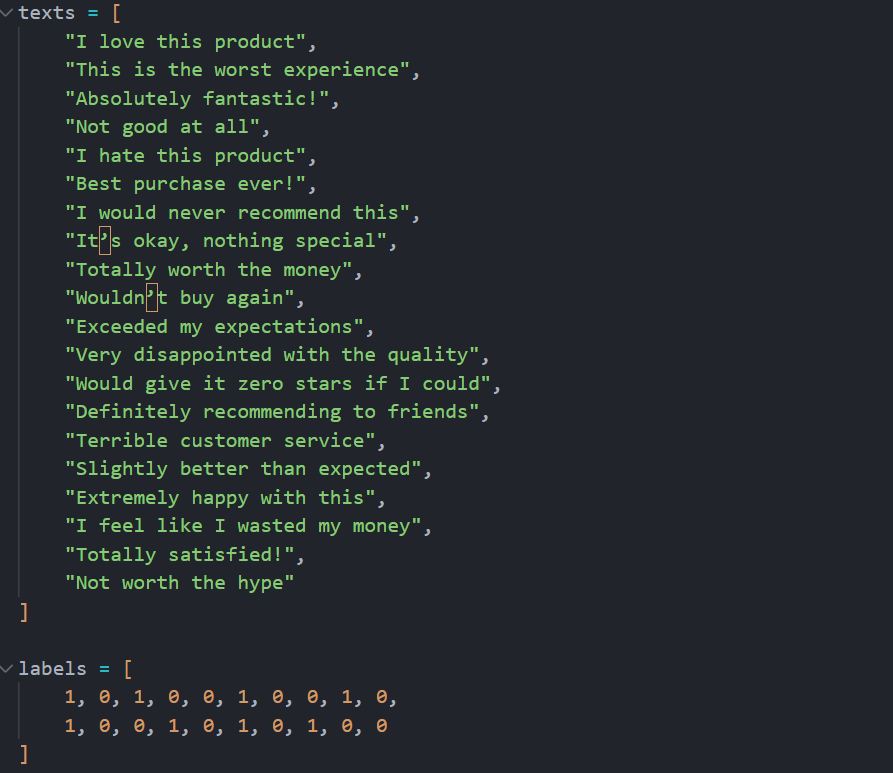 texts = [
"I love this product",
"This is the worst experience",
"Absolutely fantastic!",
"Not good at all",
"I hate this product",
"Best purchase ever!",
"I would never recommend this",
"It’s okay, nothing special",
"Totally worth the money",
"Wouldn’t buy again",
"Exceeded my expectations",
"Very disappointed with the quality",
"Would give it zero stars if I could",
"Definitely recommending to friends",
"Terrible customer service",
"Slightly better than expected",
"Extremely happy with this",
"I feel like I wasted my money",
"Totally satisfied!",
"Not worth the hype"
]
labels = [
1, 0, 1, 0, 0, 1, 0, 0, 1, 0,
1, 0, 0, 1, 0, 1, 0, 1, 0, 0
]